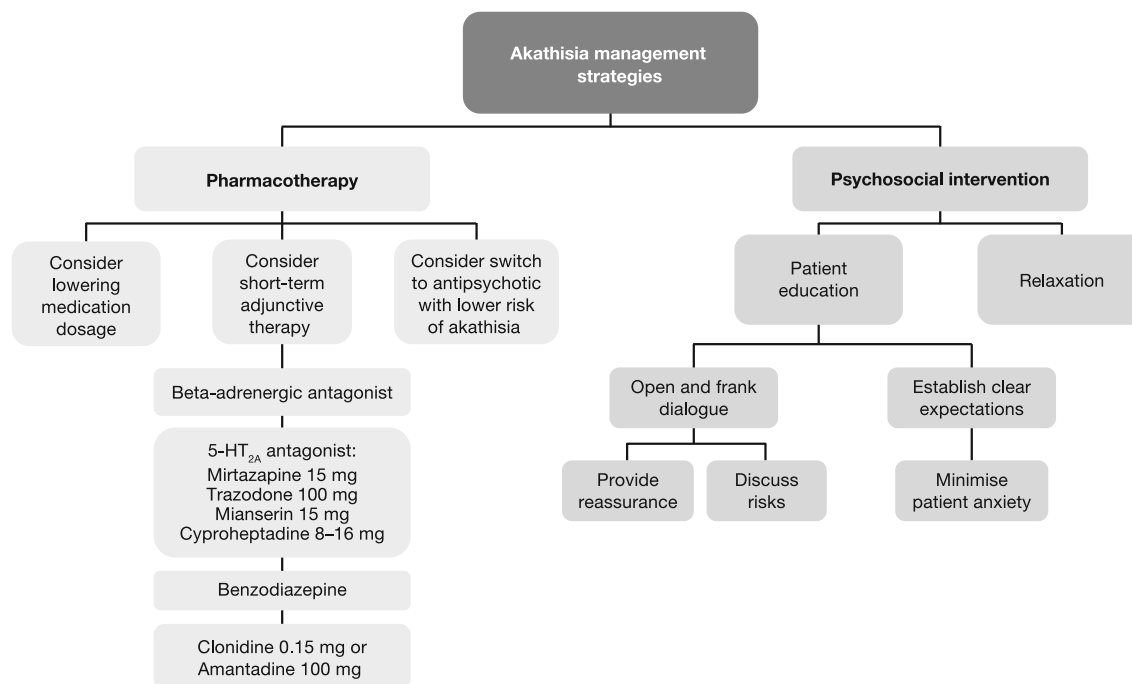 Akathisia management
strategies
Pharmacotherapy
Psychosocial intervention
Consider
lowering
medication
dosage
Consider
short-term
adjunctive
therapy
Consider switch
to antipsychotic
with lower risk
of akathisia
Patient
education
Relaxation
Beta-adrenergic antagonist
5-HT2A antagonist:
Mirtazapine 15 mg
Trazodone 100 mg
Mianserin 15 mg
Cyproheptadine 8–16 mg
Benzodiazepine
Clonidine 0.15 mg or
Amantadine 100 mg
Open and frank
dialogue
Establish clear
expectations
Provide
reassurance
Discuss
risks
Minimise
patient anxiety